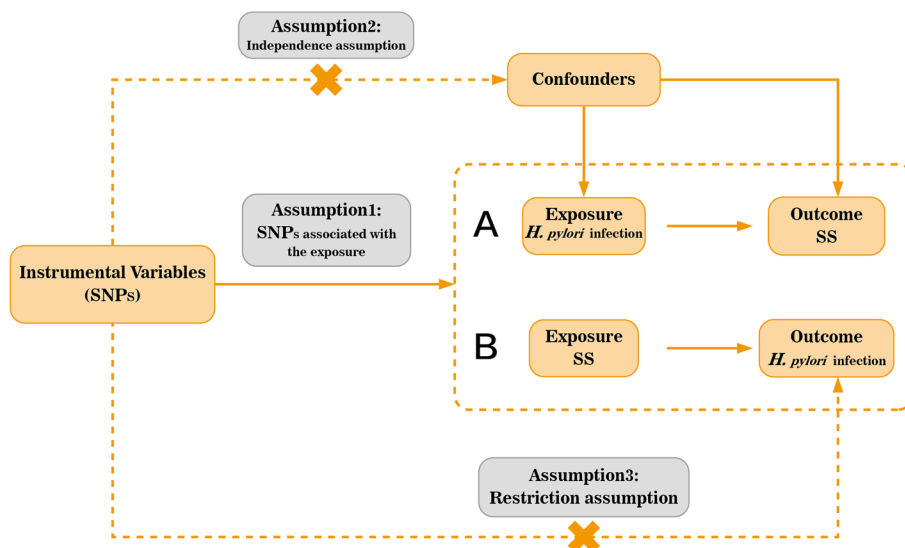 Assumption2:
Independence assumption
Confounders
Assumption1:
SNPs associated with
the exposure
Instrumental Variables
(SNPs)
A
Exposure
H. pylori infection
Outcome
SS
B
Exposure
SS
Outcome
H. pylori infection
Assumption3:
Restriction assumption